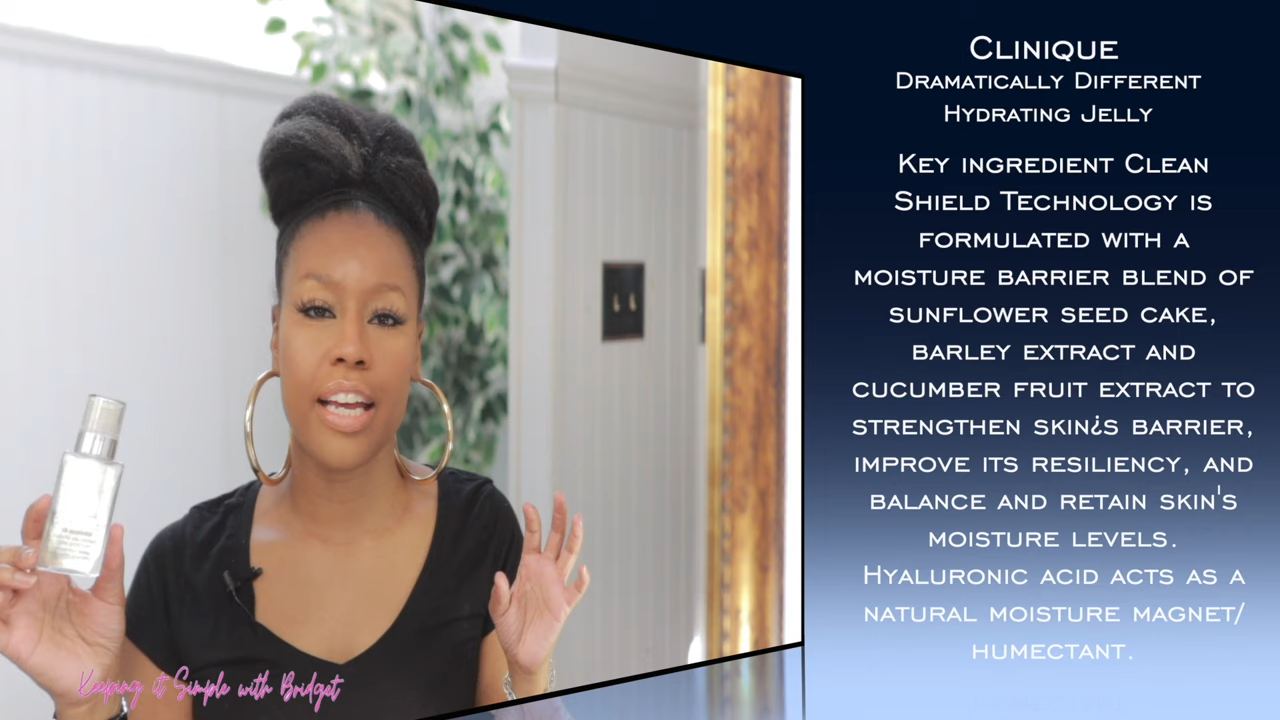 Clinique
Dramatically Different
Hydrating Jelly
Key ingredient Clean
Shield Technology is
formulated with a
moisture barrier blend of
sunflower seed cake,
barley extract and
cucumber fruit extract to
strengthen skin¿s barrier,
improve its resiliency, and
balance and retain skin's
moisture levels.
Hyaluronic acid acts as a
natural moisture magnet/
humectant.
Keeping it Simple with Bridget